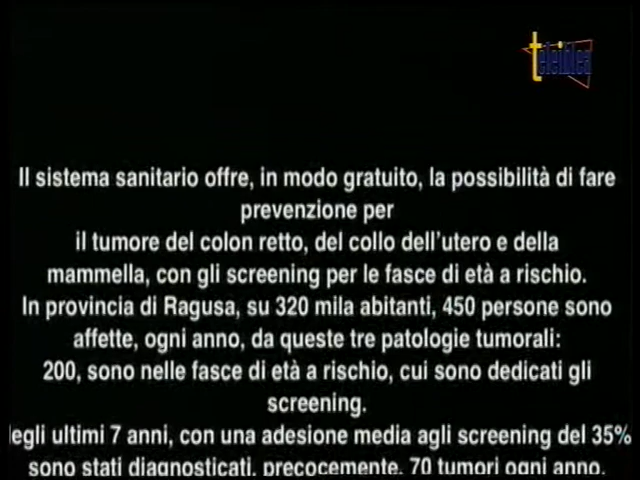 teleidea
Il sistema sanitario offre, in modo gratuito, la possibilità di fare
prevenzione per
il tumore del colon retto, del collo dell'utero e della
mammella, con gli screening per le fasce di età a rischio.
In provincia di Ragusa, su 320 mila abitanti, 450 persone sono
affette, ogni anno, da queste tre patologie tumorali:
200, sono nelle fasce di età a rischio, cui sono dedicati gli
screening.
egli ultimi 7 anni, con una adesione media agli screening del 35%
sono stati diagnosticati, precocemente, 70 tumori ogni anno.